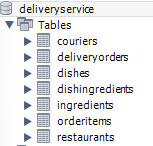 deliveryservice
Tables
couriers
deliveryorders
dishes
dishingredients
ingredients
orderitems
restaurants